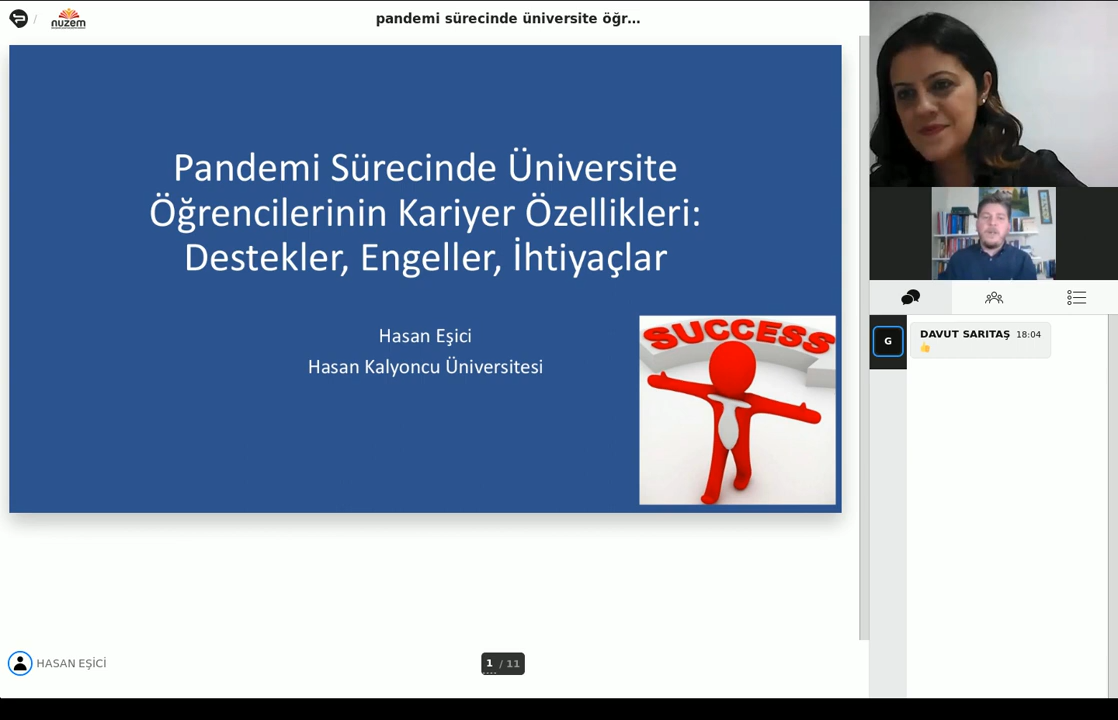 nuzem
pandemi sürecinde üniversite öğr...
Pandemi Sürecinde Üniversite
Öğrencilerinin Kariyer Özellikleri:
Destekler, Engeller, İhtiyaçlar
Hasan Eşici
Hasan Kalyoncu Üniversitesi
SUCCESS
G
DAVUT SARITAŞ 18:04
HASAN EŞİCİ
1 / 11